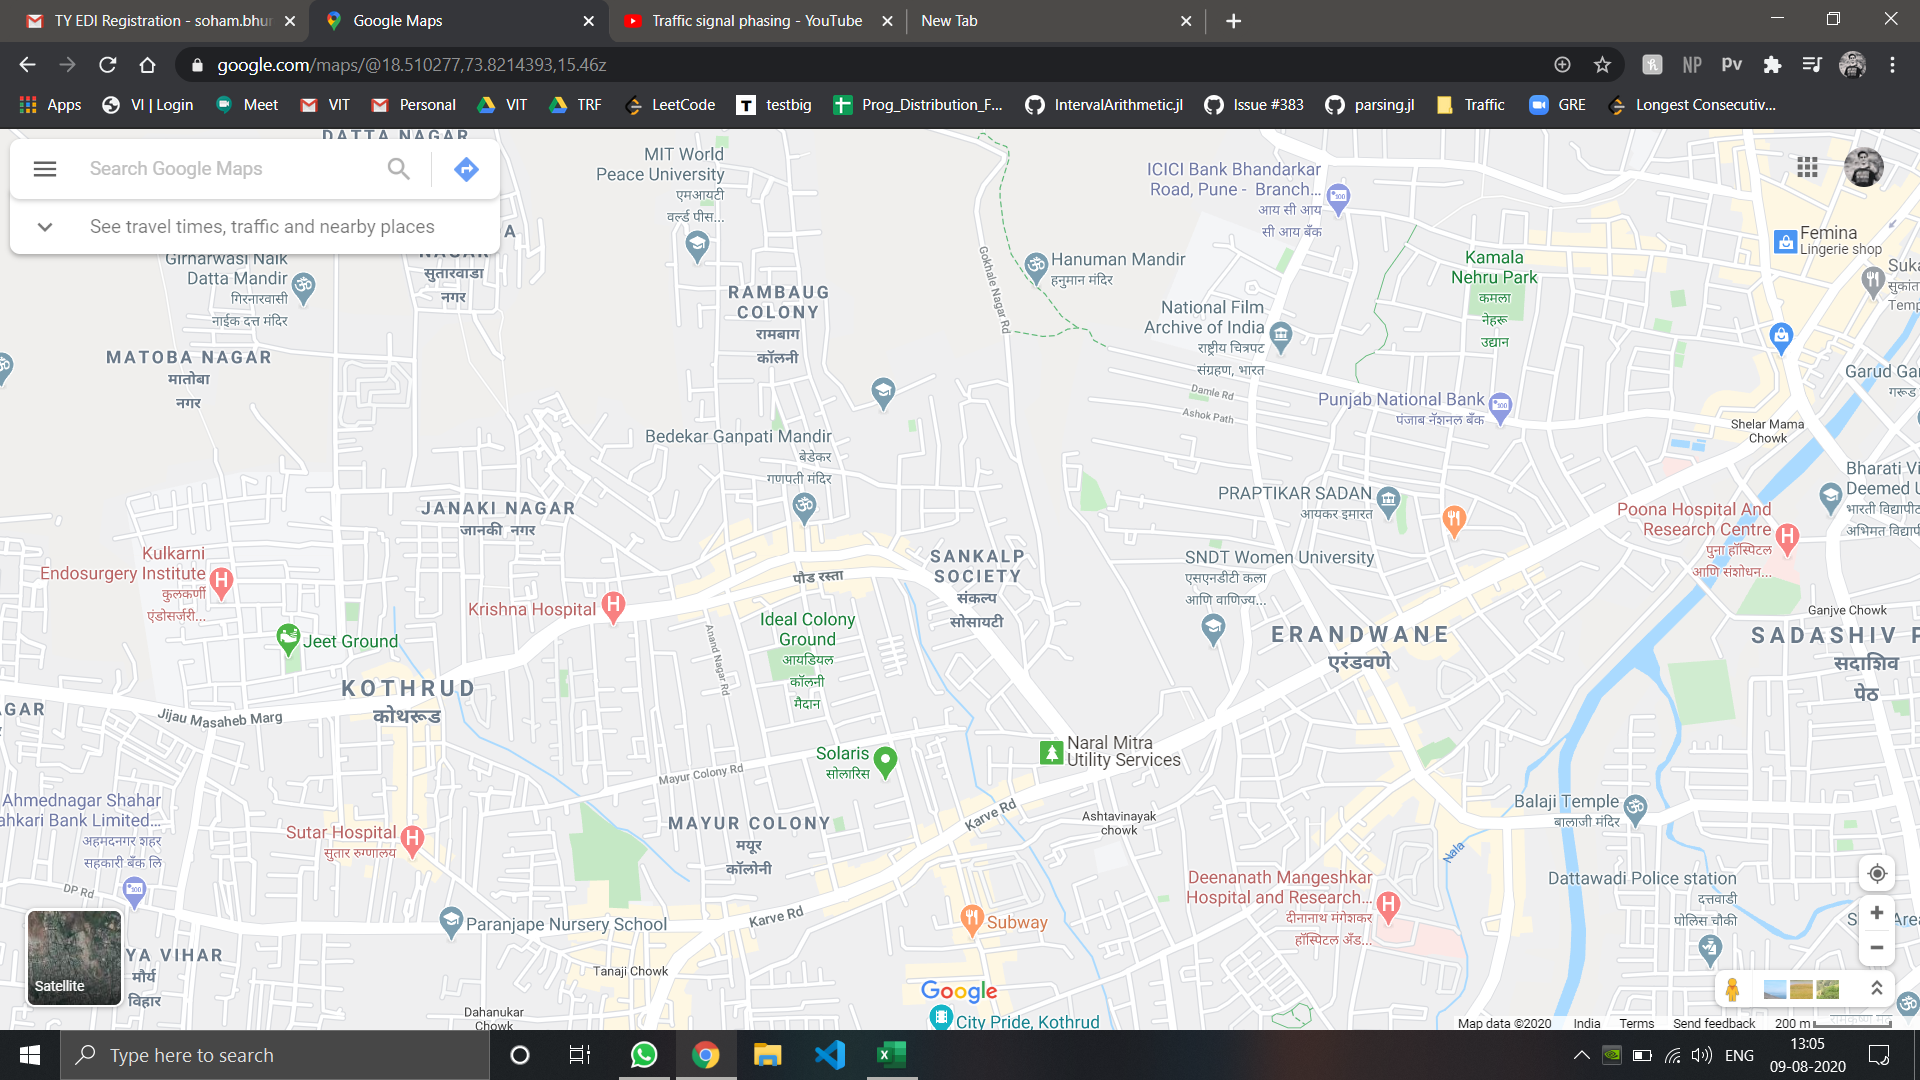 TY EDI Registration - soham.bhur
Google Maps
Traffic signal phasing - YouTube
New Tab
google.com/maps/@18.510277,73.8214393,15.46z
Apps
VI | Login
Meet
VIT
Personal
VIT
TRF
LeetCode
testbig
Prog_Distribution_F...
IntervalArithmetic.jl
Issue #383
parsing.jl
Traffic
GRE
Longest Consecutiv...
DATTA NAGAR
Search Google Maps
See travel times, traffic and nearby places
NAGAR
सुतारवाडा
नगर
Girnarwasi Naik
Datta Mandir
गिरनारवासी
नाईक दत्त मंदिर
MIT World
Peace University
एमआयटी
वर्ल्ड पीस...
ICICI Bank Bhandarkar
Road, Pune - Branch...
आय सी आय
सी आय बँक
Femina
Lingerie shop
Kamala
Nehru Park
कमला
नेहरू
उद्यान
Hanuman Mandir
हनुमान मंदिर
Gokhale Nagar Rd
RAMBAUG
COLONY
रामबाग
कॉलनी
National Film
Archive of India
राष्ट्रीय चित्रपट
संग्रहण, भारत
MATOBA NAGAR
मातोबा
नगर
Damle Rd
Ashok Path
Punjab National Bank
पंजाब नॅशनल बँक
Garud Ga
गरूड
Shelar Mama
Chowk
Bedekar Ganpati Mandir
बेडेकर
गणपती मंदिर
JANAKI NAGAR
जानकी नगर
PRAPTIKAR SADAN
आयकर इमारत
Bharati Vi
Deemed U
भारती विद्यापीठ
अभिमत विद्यापी
Poona Hospital And
Research Centre
पुना हॉस्पिटल
आणि संशोधन...
Kulkarni
Endosurgery Institute
कुलकर्णी
एंडोसर्जरी...
पौड रस्ता
SANKALP
SOCIETY
संकल्प
सोसायटी
SNDT Women University
एसएनडीटी कला
आणि वाणिज्य...
Krishna Hospital
Ganjve Chowk
Ideal Colony
Ground
आयडियल
कॉलनी
मैदान
Anand Nagar Rd
Jeet Ground
ERANDWANE
एरंडवणे
SADASHIV P
सदाशिव
पेठ
KOTHRUD
कोथरूड
Jijau Masaheb Marg
AGAR
Naral Mitra
Utility Services
Solaris
सोलारिस
Mayur Colony Rd
Ahmednagar Shahar
ahkari Bank Limited...
अहमदनगर शहर
सहकारी बँक लि
Balaji Temple
बालाजी मंदिर
Karve Rd
Ashtavinayak
chowk
Sutar Hospital
सुतार रुग्णालय
MAYUR COLONY
मयूर
कॉलोनी
Nala
DP Rd
Deenanath Mangeshkar
Hospital and Research...
दीनानाथ मंगेशकर
हॉस्पिटल अँड...
Dattawadi Police station
दत्तवाडी
पोलिस चौकी
Karve Rd
Paranjape Nursery School
Subway
YA VIHAR
मौर्य
विहार
Satellite
Tanaji Chowk
Google
Dahanukar
Chowk
City Pride, Kothrud
Map data ©2020
India
Terms
Send feedback
200 m
Type here to search
ENG
13:05
09-08-2020